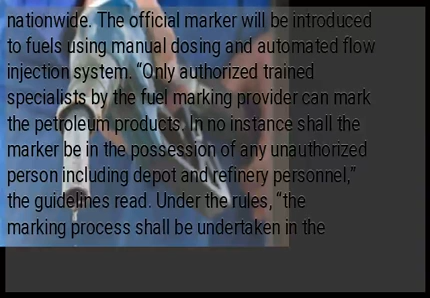 nationwide. The official marker will be introduced
to fuels using manual dosing and automated flow
injection system. “Only authorized trained
specialists by the fuel marking provider can mark
the petroleum products. In no instance shall the
marker be in the possession of any unauthorized
person including depot and refinery personnel,”
the guidelines read. Under the rules, “the
marking process shall be undertaken in the